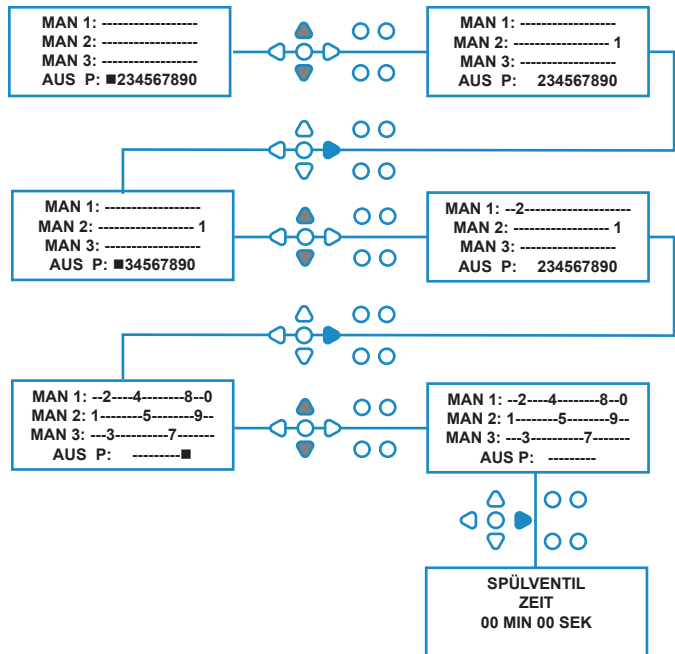 MAN 1: ------------------
MAN 2: ------------------
MAN 3: ------------------
AUS P: ■234567890
MAN 1: ------------------
MAN 2: ------------------ 1
MAN 3: ------------------
AUS P: 234567890
MAN 1: ------------------
MAN 2: ------------------ 1
MAN 3: ------------------
AUS P: ■34567890
MAN 1: --2--------------------
MAN 2: ------------------ 1
MAN 3: ------------------
AUS P: 234567890
MAN 1: --2----4--------8--0
MAN 2: 1--------5--------9--
MAN 3: ---3----------7-------
AUS P: ---------■
MAN 1: --2----4--------8--0
MAN 2: 1--------5--------9--
MAN 3: ---3----------7-------
AUS P: ---------
SPÜLVENTIL
ZEIT
00 MIN 00 SEK